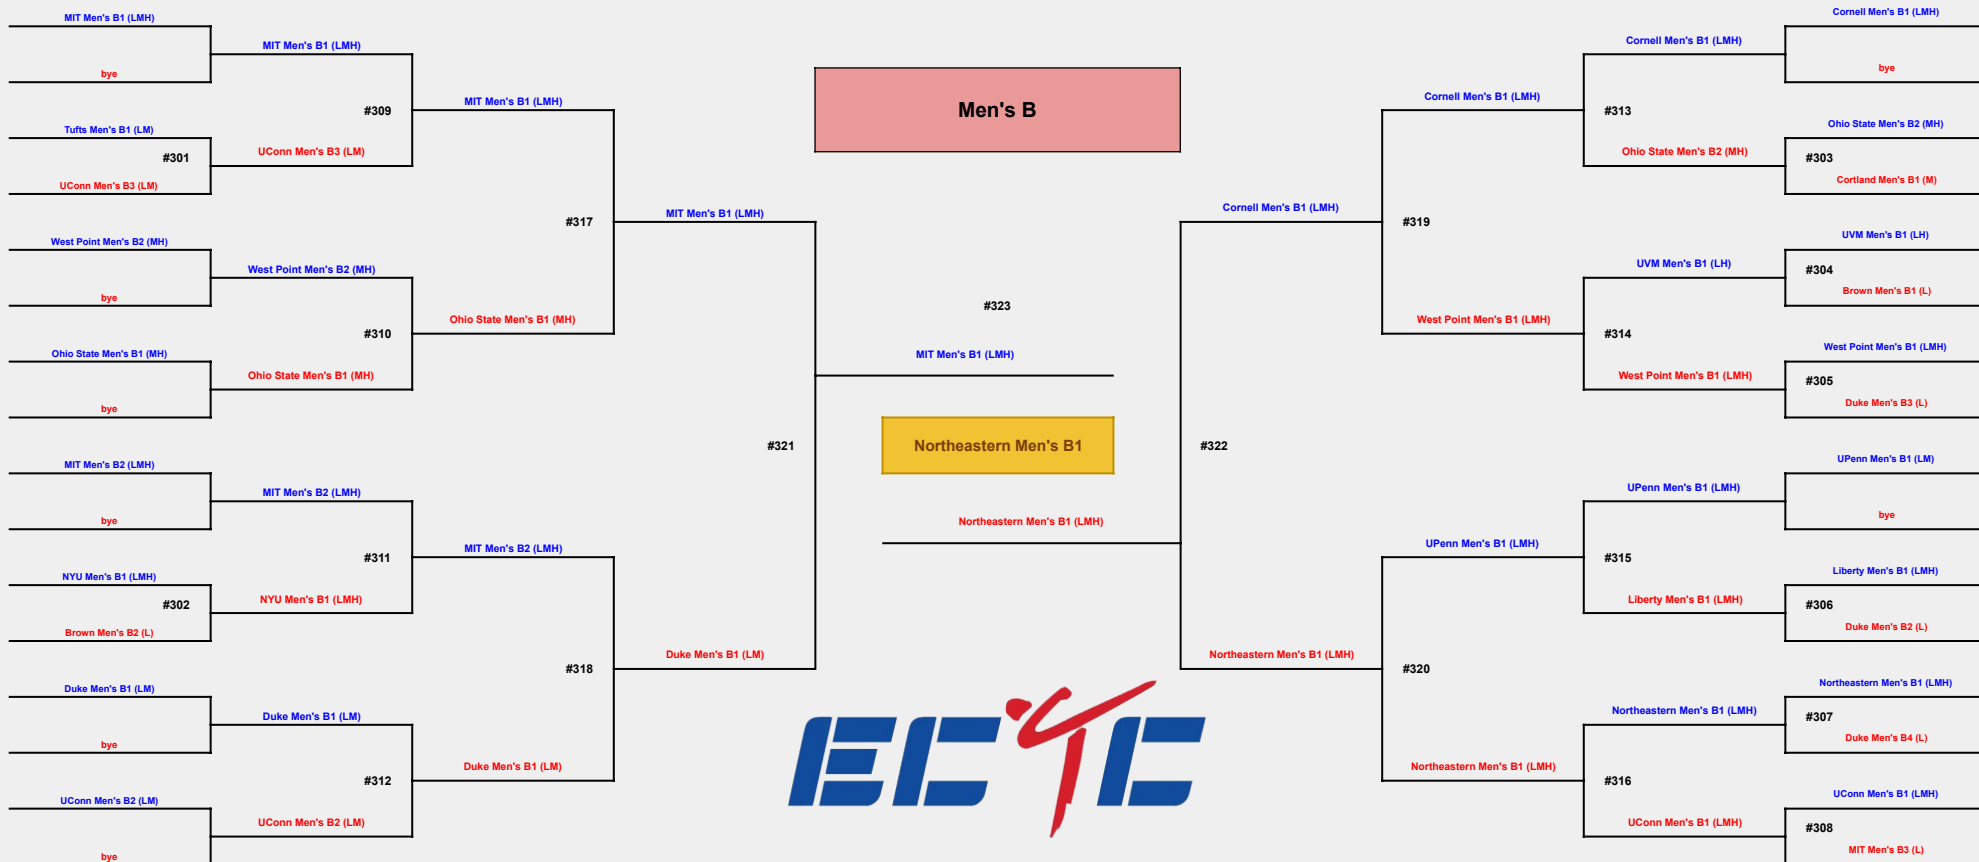 MIT Men's B1 (LMH)
bye
Tufts Men's B1 (LM)
#301
UConn Men's B3 (LM)
West Point Men's B2 (MH)
bye
Ohio State Men's B1 (MH)
bye
MIT Men's B2 (LMH)
bye
NYU Men's B1 (LMH)
#302
Brown Men's B2 (L)
Duke Men's B1 (LM)
bye
UConn Men's B2 (LM)
bye
MIT Men's B1 (LMH)
#309
UConn Men's B3 (LM)
West Point Men's B2 (MH)
#310
Ohio State Men's B1 (MH)
MIT Men's B2 (LMH)
#311
NYU Men's B1 (LMH)
Duke Men's B1 (LM)
#312
UConn Men's B2 (LM)
MIT Men's B1 (LMH)
#317
Ohio State Men's B1 (MH)
MIT Men's B2 (LMH)
#318
Duke Men's B1 (LM)
MIT Men's B1 (LMH)
#321
Duke Men's B1 (LM)
Men's B
#323
MIT Men's B1 (LMH)
Northeastern Men's B1
Northeastern Men's B1 (LMH)
ECTC
Cornell Men's B1 (LMH)
#322
Northeastern Men's B1 (LMH)
Cornell Men's B1 (LMH)
#319
West Point Men's B1 (LMH)
UPenn Men's B1 (LMH)
#320
Northeastern Men's B1 (LMH)
Cornell Men's B1 (LMH)
#313
Ohio State Men's B2 (MH)
UVM Men's B1 (LH)
#314
West Point Men's B1 (LMH)
UPenn Men's B1 (LMH)
#315
Liberty Men's B1 (LMH)
Northeastern Men's B1 (LMH)
#316
UConn Men's B1 (LMH)
Cornell Men's B1 (LMH)
bye
Ohio State Men's B2 (MH)
#303
Cortland Men's B1 (M)
UVM Men's B1 (LH)
#304
Brown Men's B1 (L)
West Point Men's B1 (LMH)
#305
Duke Men's B3 (L)
UPenn Men's B1 (LM)
bye
Liberty Men's B1 (LMH)
#306
Duke Men's B2 (L)
Northeastern Men's B1 (LMH)
#307
Duke Men's B4 (L)
UConn Men's B1 (LMH)
#308
MIT Men's B3 (L)